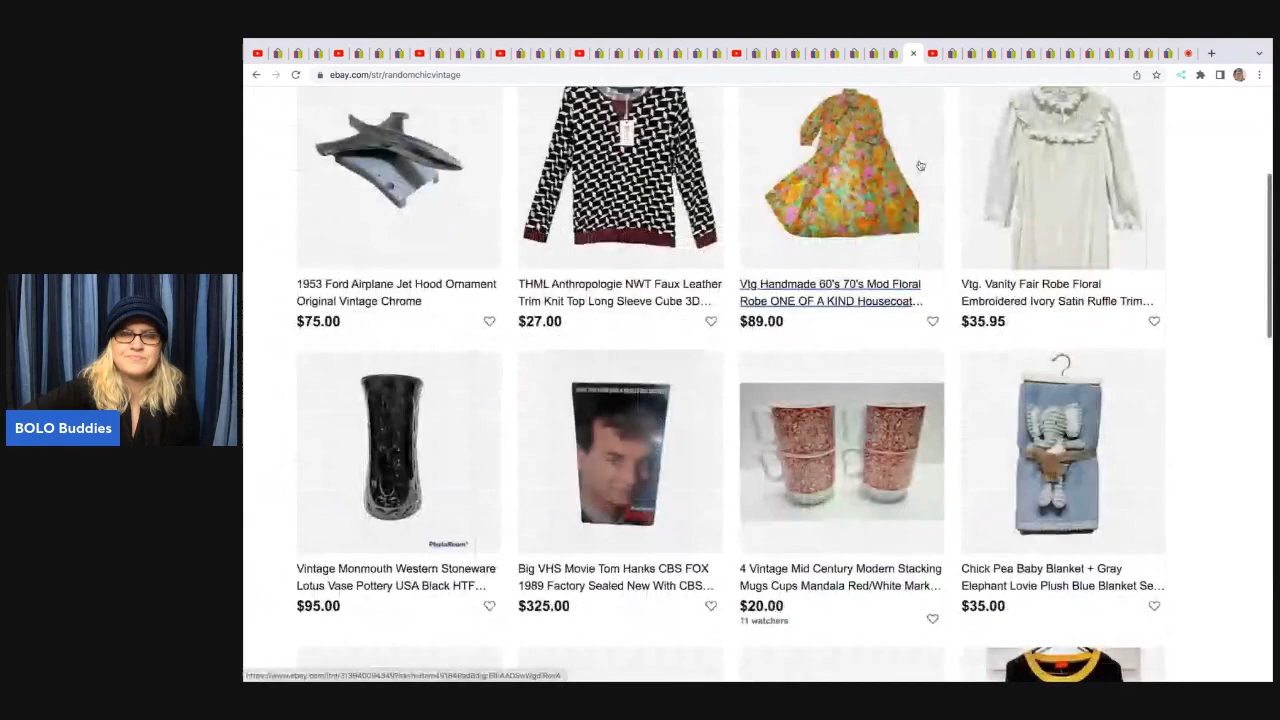 ebay.com/str/randomchicvintage
1953 Ford Airplane Jet Hood Ornament
Original Vintage Chrome
$75.00
THML Anthropologie NWT Faux Leather
Trim Knit Top Long Sleeve Cube 3D...
$27.00
Vtg Handmade 60's 70's Mod Floral
Robe ONE OF A KIND Housecoat...
$89.00
Vtg. Vanity Fair Robe Floral
Embroidered Ivory Satin Ruffle Trim...
$35.95
BOLO Buddies
PhotoRoom
Vintage Monmouth Western Stoneware
Lotus Vase Pottery USA Black HTF...
$95.00
Big VHS Movie Tom Hanks CBS FOX
1989 Factory Sealed New With CBS...
$325.00
4 Vintage Mid Century Modern Stacking
Mugs Cups Mandala Red/White Mark...
$20.00
11 watchers
Chick Pea Baby Blanket + Gray
Elephant Lovie Plush Blue Blanket Se...
$35.00